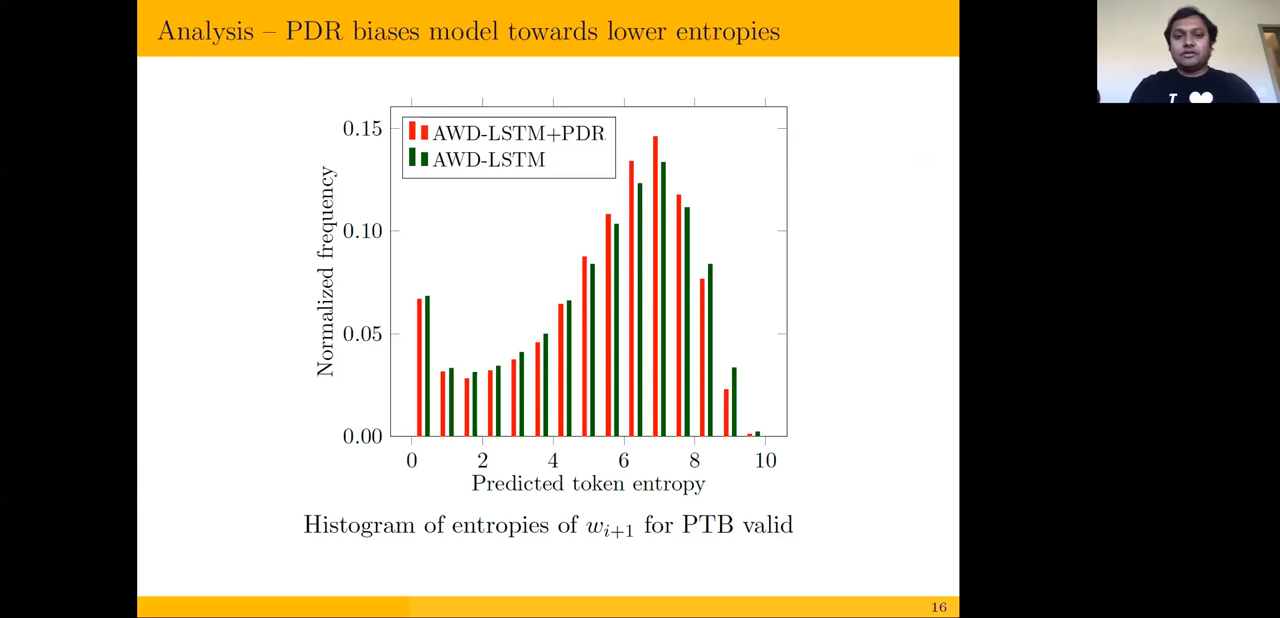 Analysis – PDR biases model towards lower entropies
AWD-LSTM+PDR
AWD-LSTM
Normalized frequency
0.15
0.10
0.05
0.00
0 2 4 6 8 10
Predicted token entropy
Histogram of entropies of w_{i+1} for PTB valid
16
I